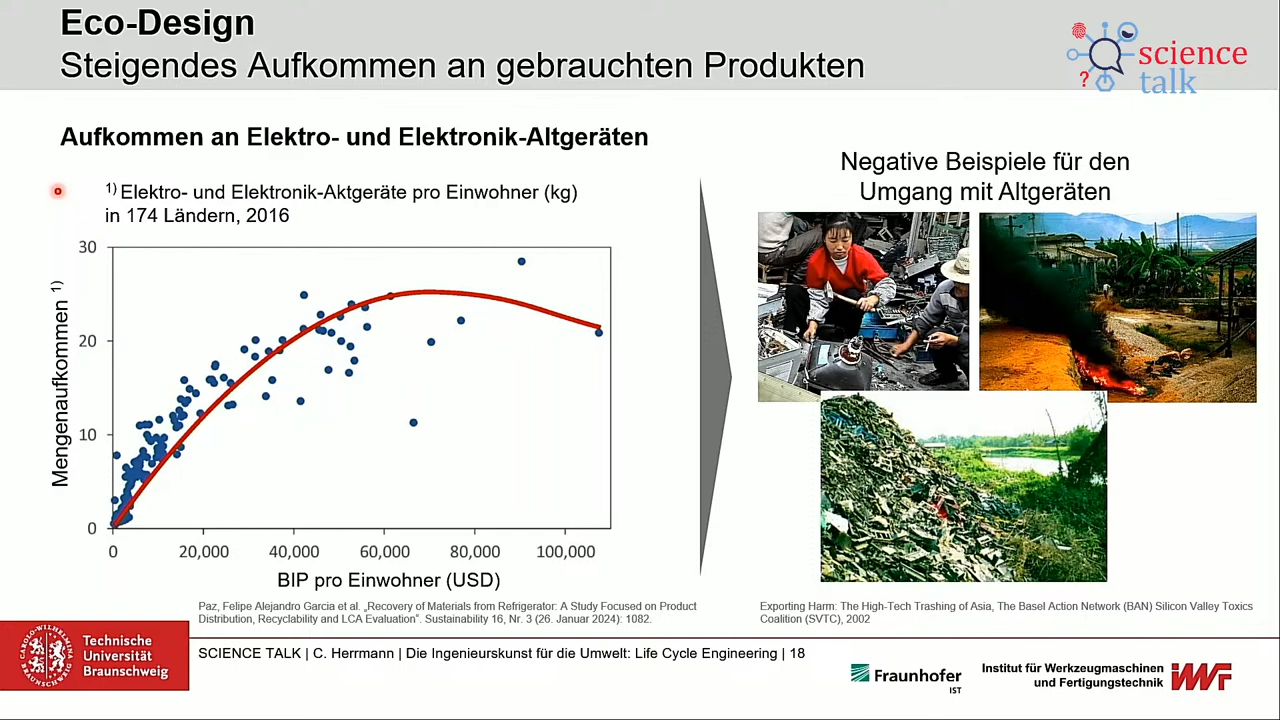 Eco-Design
Steigendes Aufkommen an gebrauchten Produkten
science
talk
?
Aufkommen an Elektro- und Elektronik-Altgeräten
1) Elektro- und Elektronik-Aktgeräte pro Einwohner (kg)
in 174 Ländern, 2016
Mengenaufkommen 1)
30
20
10
0
0 20,000 40,000 60,000 80,000 100,000
BIP pro Einwohner (USD)
Paz, Felipe Alejandro Garcia et al. „Recovery of Materials from Refrigerator: A Study Focused on Product
Distribution, Recyclability and LCA Evaluation“. Sustainability 16, Nr. 3 (26. Januar 2024): 1082.
Negative Beispiele für den
Umgang mit Altgeräten
Exporting Harm: The High-Tech Trashing of Asia, The Basel Action Network (BAN) Silicon Valley Toxics
Coalition (SVTC), 2002
CAROLO-WILHELMINA
Technische
Universität
Braunschweig
SCIENCE TALK | C. Herrmann | Die Ingenieurskunst für die Umwelt: Life Cycle Engineering | 18
Fraunhofer
IST
Institut für Werkzeugmaschinen
und Fertigungstechnik
IWF